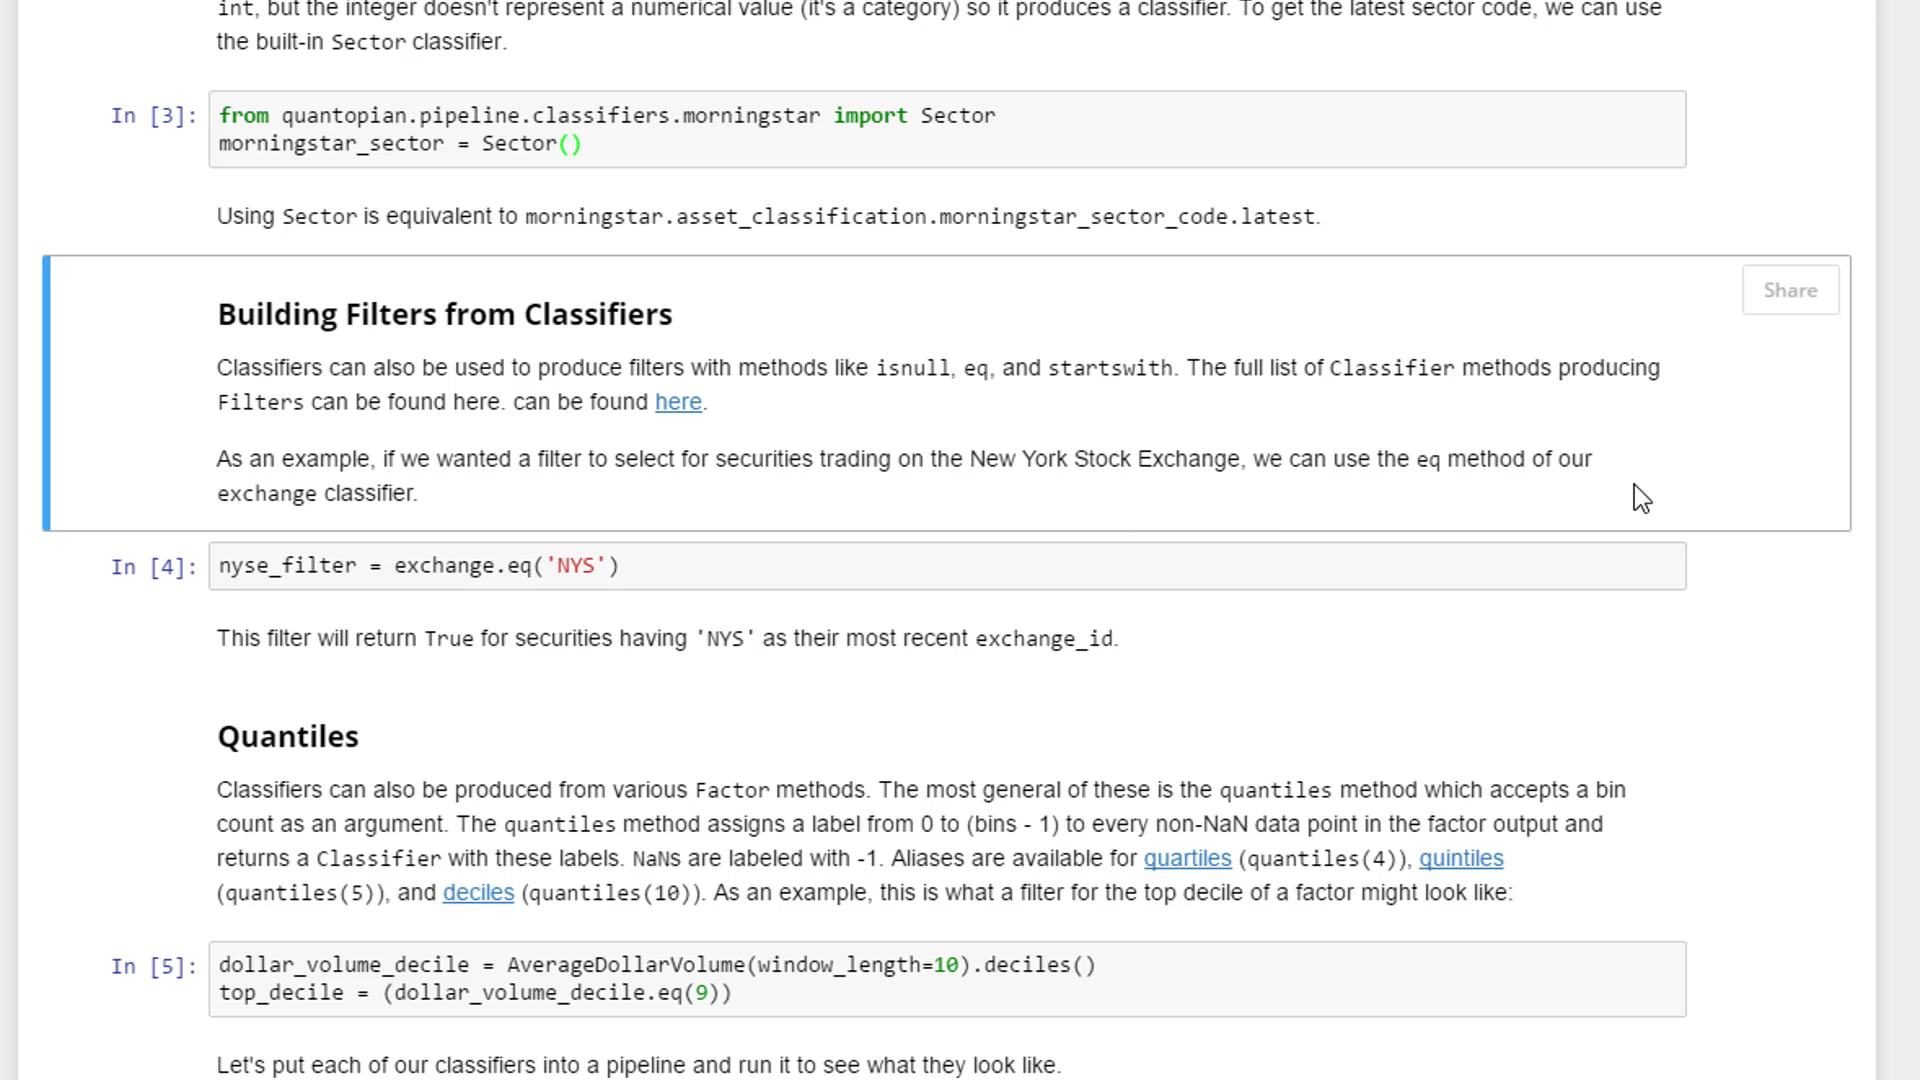 int, but the integer doesn't represent a numerical value (it's a category) so it produces a classifier. To get the latest sector code, we can use
the built-in Sector classifier.
In [3]: from quantopian.pipeline.classifiers.morningstar import Sector
morningstar_sector = Sector()
Using Sector is equivalent to morningstar.asset_classification.morningstar_sector_code.latest.
Share
Building Filters from Classifiers
Classifiers can also be used to produce filters with methods like isnull, eq, and startswith. The full list of Classifier methods producing
Filters can be found here. can be found here.
As an example, if we wanted a filter to select for securities trading on the New York Stock Exchange, we can use the eq method of our
exchange classifier.
In [4]: nyse_filter = exchange.eq('NYS')
This filter will return True for securities having 'NYS' as their most recent exchange_id.
Quantiles
Classifiers can also be produced from various Factor methods. The most general of these is the quantiles method which accepts a bin
count as an argument. The quantiles method assigns a label from 0 to (bins - 1) to every non-NaN data point in the factor output and
returns a Classifier with these labels. NaNs are labeled with -1. Aliases are available for quartiles (quantiles(4)), quintiles
(quantiles(5)), and deciles (quantiles(10)). As an example, this is what a filter for the top decile of a factor might look like:
In [5]: dollar_volume_decile = AverageDollarVolume(window_length=10).deciles()
top_decile = (dollar_volume_decile.eq(9))
Let's put each of our classifiers into a pipeline and run it to see what they look like.